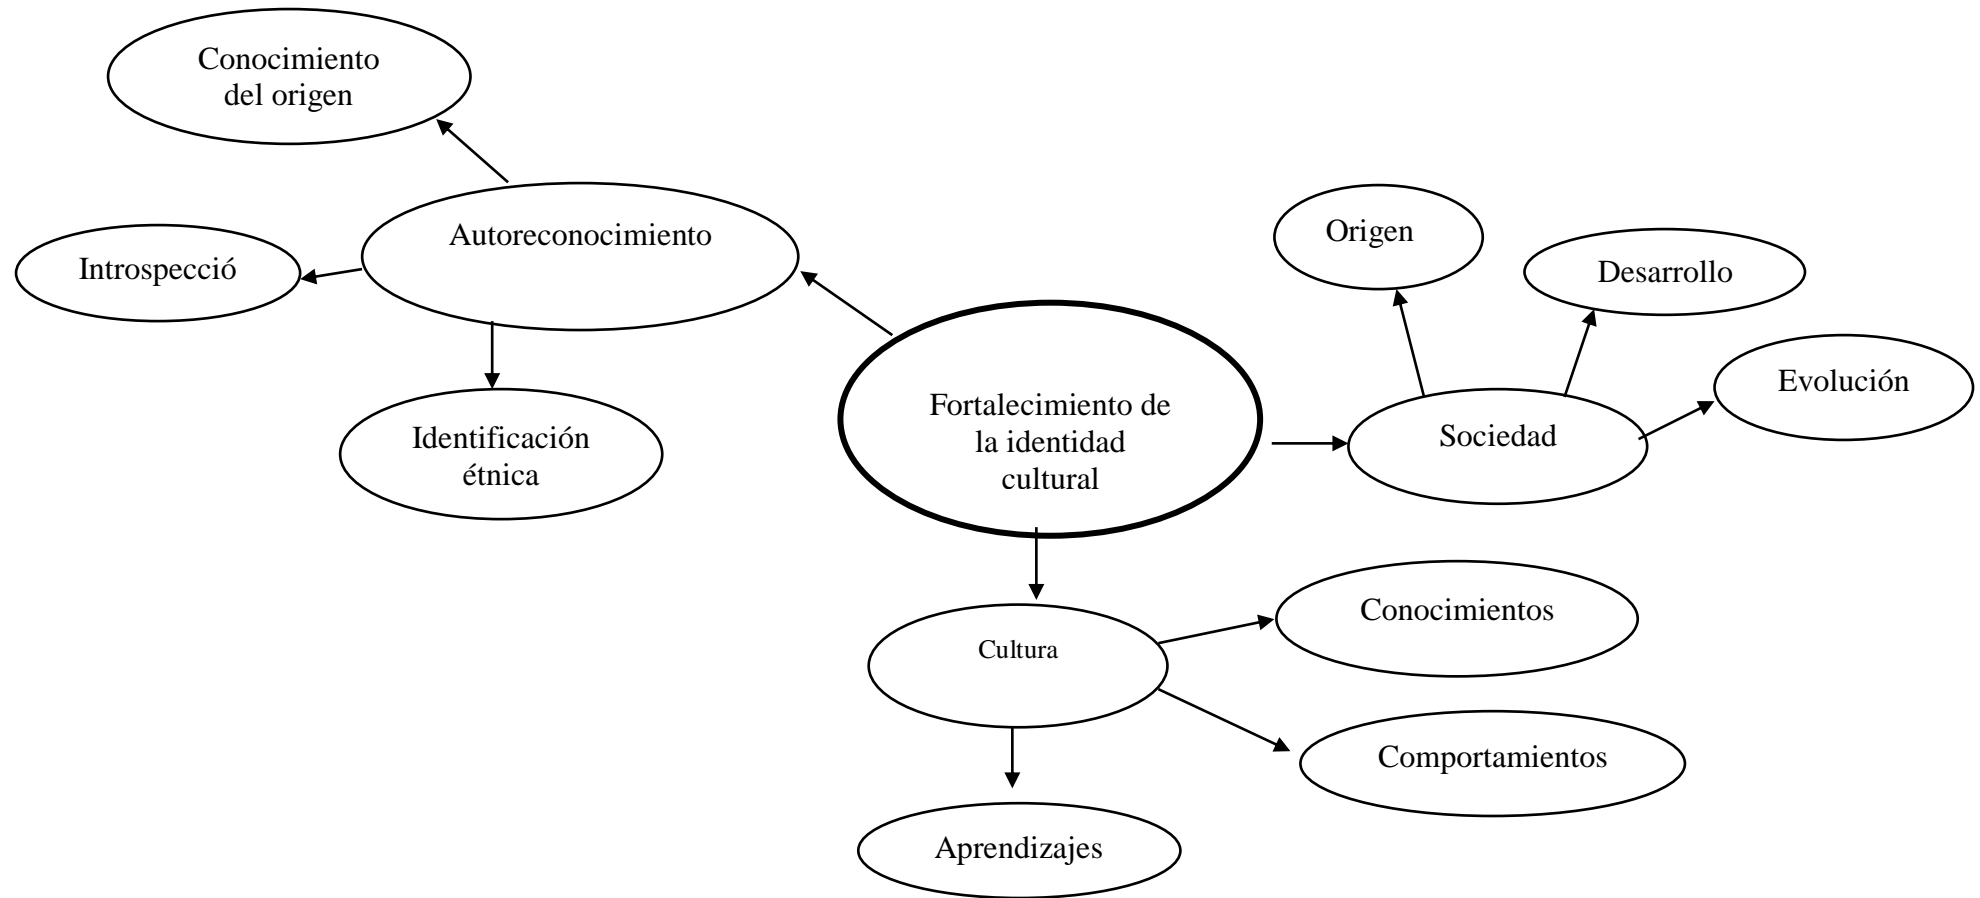 Conocimiento
del origen
Autoreconocimiento
Introspecció
Identificación
étnica
Fortalecimiento de
la identidad
cultural
Origen
Desarrollo
Evolución
Sociedad
Cultura
Conocimientos
Comportamientos
Aprendizajes